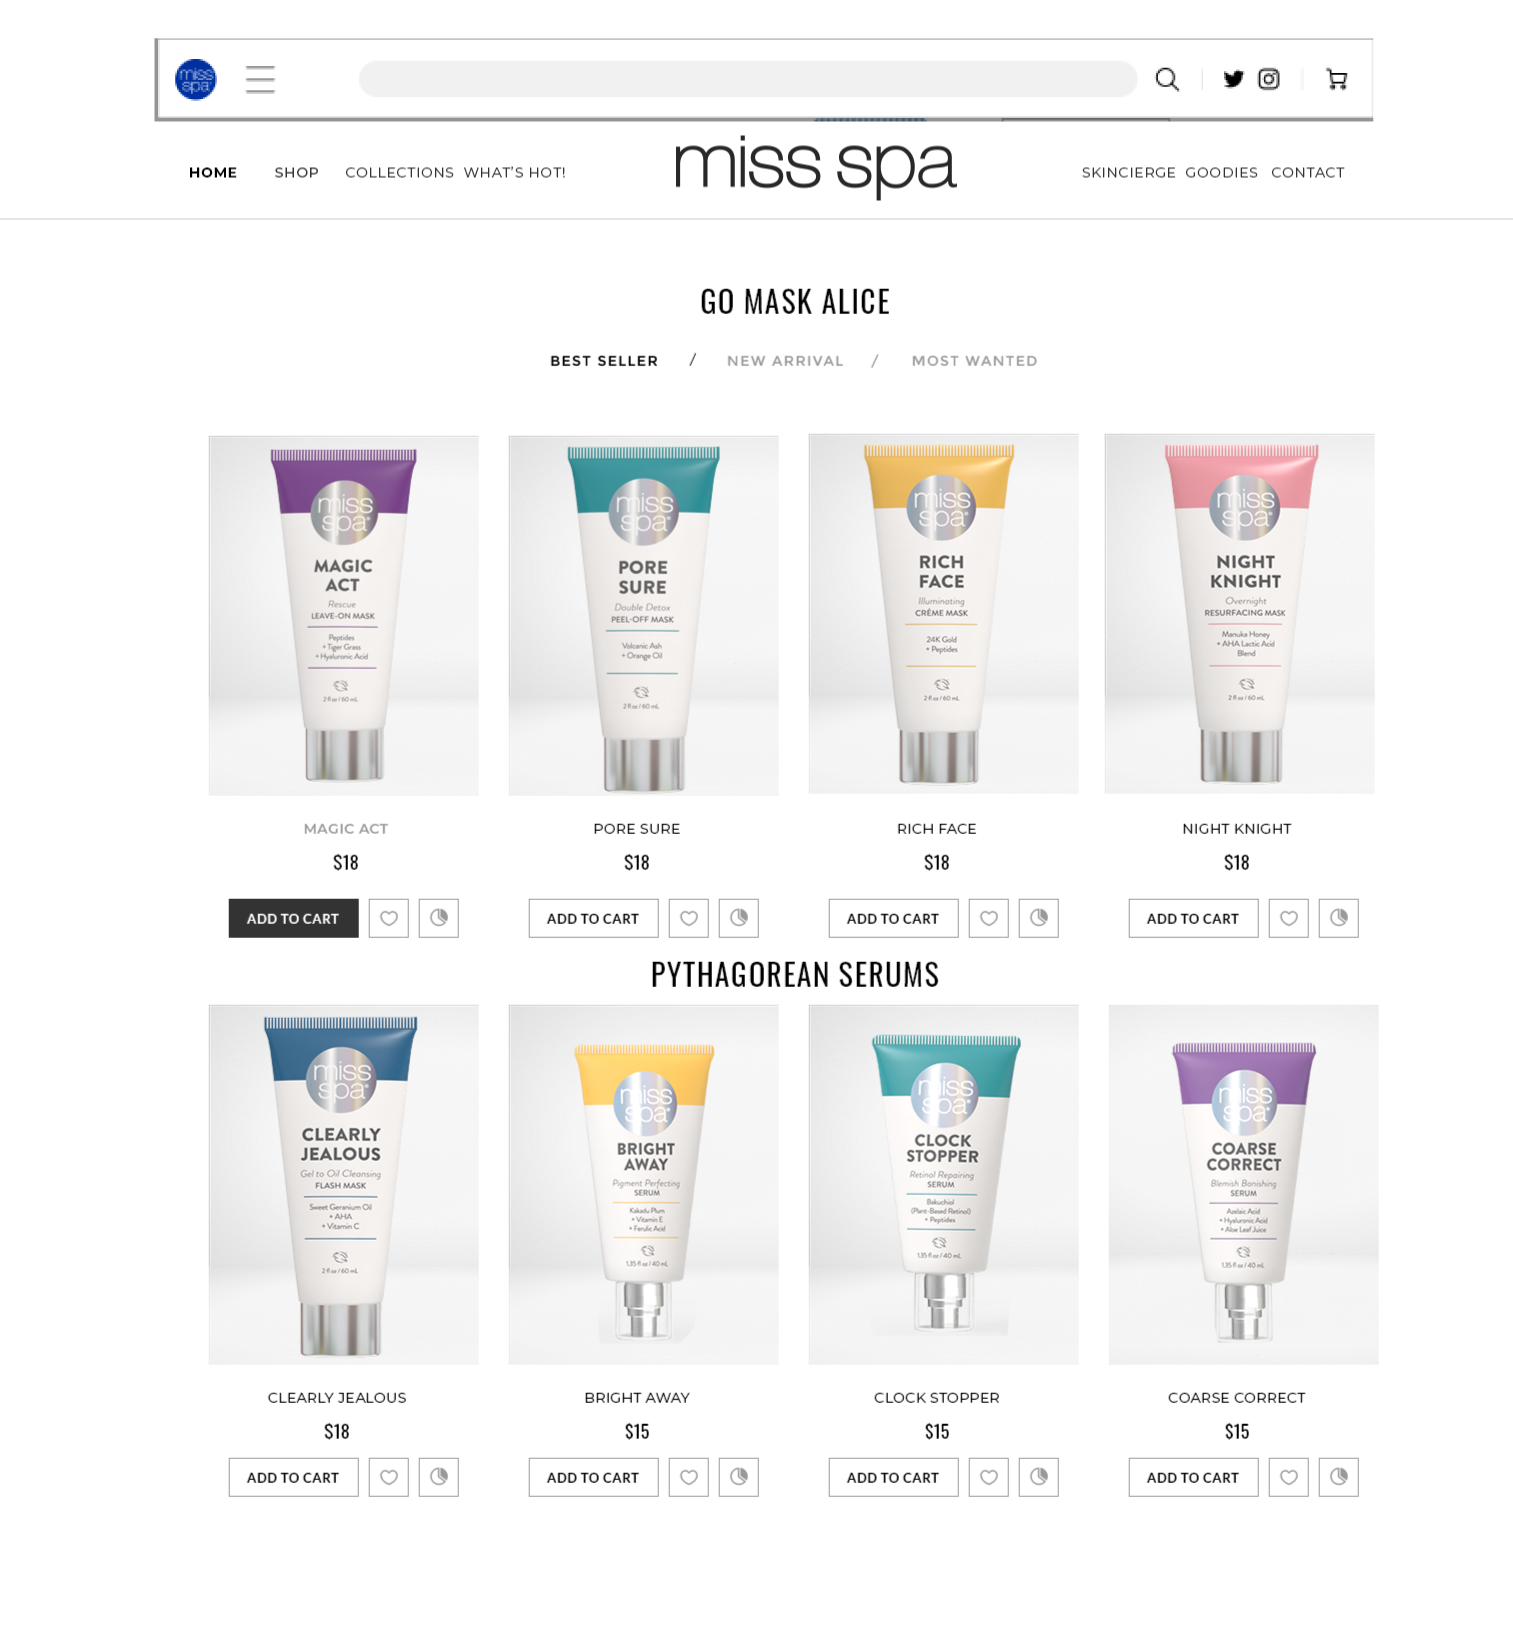 miss
spa
HOME SHOP COLLECTIONS WHAT'S HOT! miss spa SKINCIERGE GOODIES CONTACT
GO MASK ALICE
BEST SELLER / NEW ARRIVAL / MOST WANTED
miss
spa
MAGIC
ACT
Rescue
LEAVE-ON MASK
Peptides
+ Tiger Grass
+ Hyaluronic Acid
2 fl oz / 60 mL
miss
spa
PORE
SURE
Double Detox
PEEL-OFF MASK
Volcanic Ash
+ Orange Oil
2 fl oz / 60 mL
miss
spa
RICH
FACE
Illuminating
CRÉME MASK
24K Gold
+ Peptides
2 fl oz / 60 mL
miss
spa
NIGHT
KNIGHT
Overnight
RESURFACING MASK
Manuka Honey
+ AHA Lactic Acid
Blend
2 fl oz / 60 mL
MAGIC ACT PORE SURE RICH FACE NIGHT KNIGHT
$18 $18 $18 $18
ADD TO CART ADD TO CART ADD TO CART ADD TO CART
PYTHAGOREAN SERUMS
miss
spa
CLEARLY
JEALOUS
Gel to Oil Cleansing
FLASH MASK
Sweet Geranium Oil
+ AHA
+ Vitamin C
2 fl oz / 60 mL
miss
spa
BRIGHT
AWAY
Pigment Perfecting
SERUM
Kakadu Plum
+ Vitamin E
+ Ferulic Acid
1.35 fl oz / 40 mL
miss
spa
CLOCK
STOPPER
Retinol Repairing
SERUM
Bakuchiol
(Plant-Based Retinol)
+ Peptides
1.35 fl oz / 40 mL
miss
spa
COARSE
CORRECT
Blemish Banishing
SERUM
Azelaic Acid
+ Hyaluronic Acid
+ Aloe Leaf Juice
1.35 fl oz / 40 mL
CLEARLY JEALOUS BRIGHT AWAY CLOCK STOPPER COARSE CORRECT
$18 $15 $15 $15
ADD TO CART ADD TO CART ADD TO CART ADD TO CART